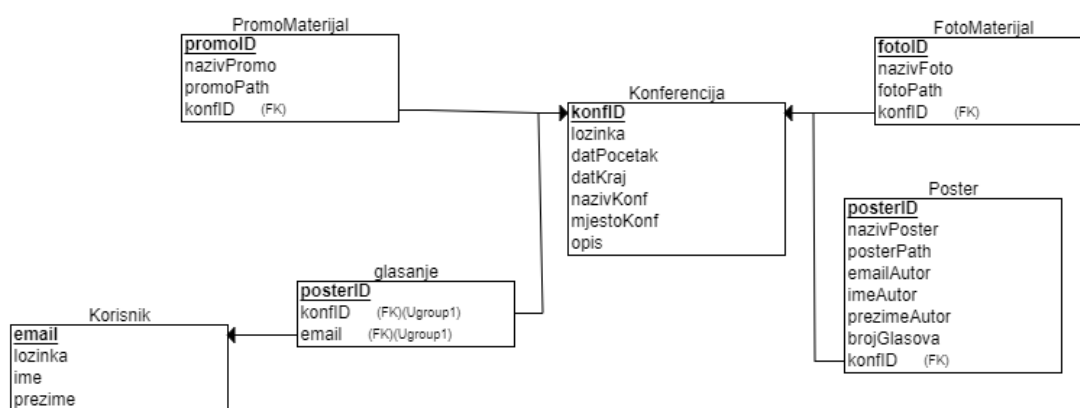 PromoMaterijal
promoID
nazivPromo
promoPath
konfID (FK)
FotoMaterijal
fotoID
nazivFoto
fotoPath
konfID (FK)
Konferencija
konfID
lozinka
datPocetak
datKraj
nazivKonf
mjestoKonf
opis
Poster
posterID
nazivPoster
posterPath
emailAutor
imeAutor
prezimeAutor
brojGlasova
konfID (FK)
glasanje
posterID
konfID (FK)(Ugroup1)
email (FK)(Ugroup1)
Korisnik
email
lozinka
ime
prezime